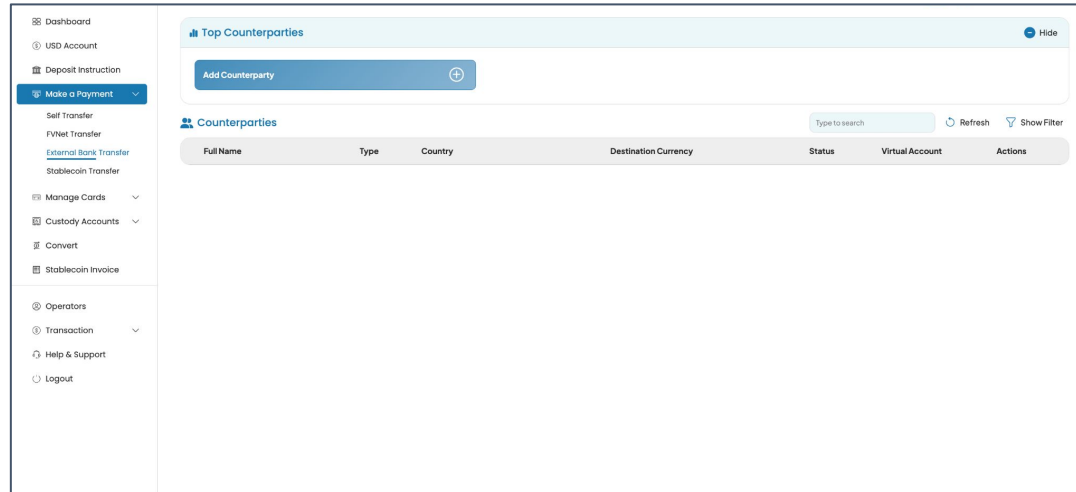 Dashboard
USD Account
Deposit Instruction
Make a Payment
Self Transfer
FVNet Transfer
External Bank Transfer
Stablecoin Transfer
Manage Cards
Custody Accounts
Convert
Stablecoin Invoice
Operators
Transaction
Help & Support
Logout
Top Counterparties
Hide
Add Counterparty
Counterparties
Type to search
Refresh
Show Filter
Full Name Type Country Destination Currency Status Virtual Account Actions